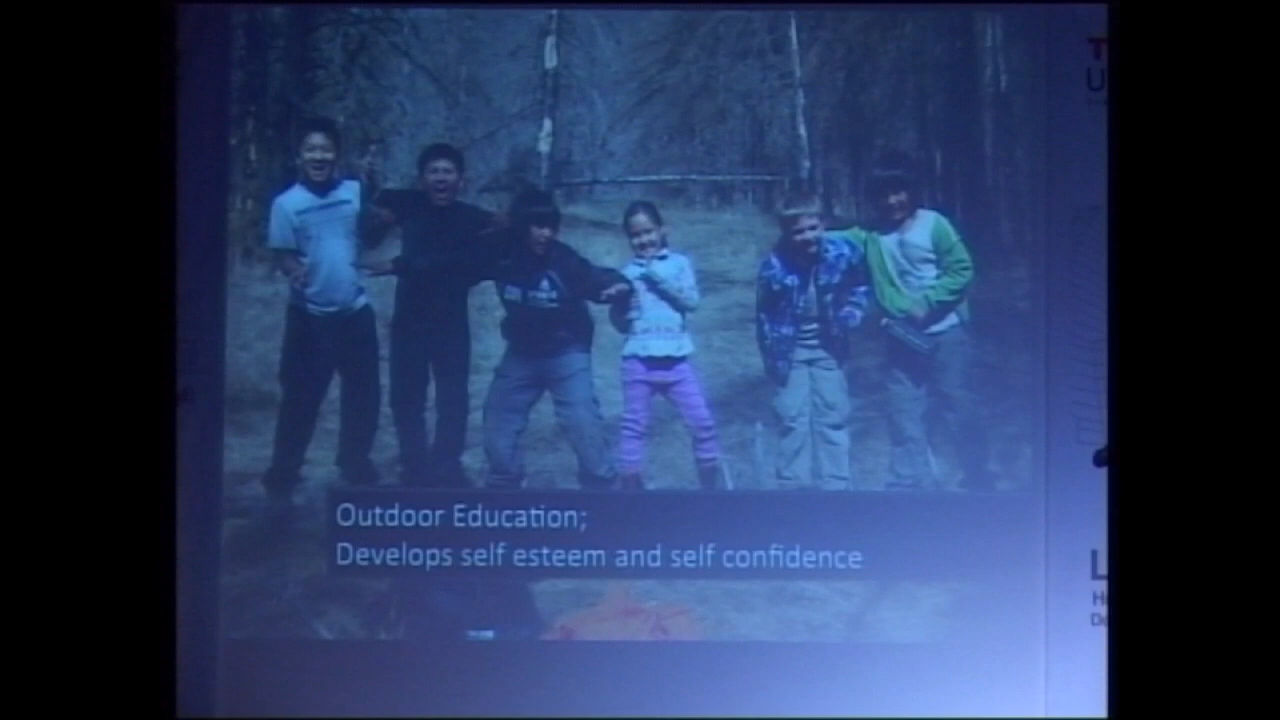 Outdoor Education;
Develops self esteem and self confidence